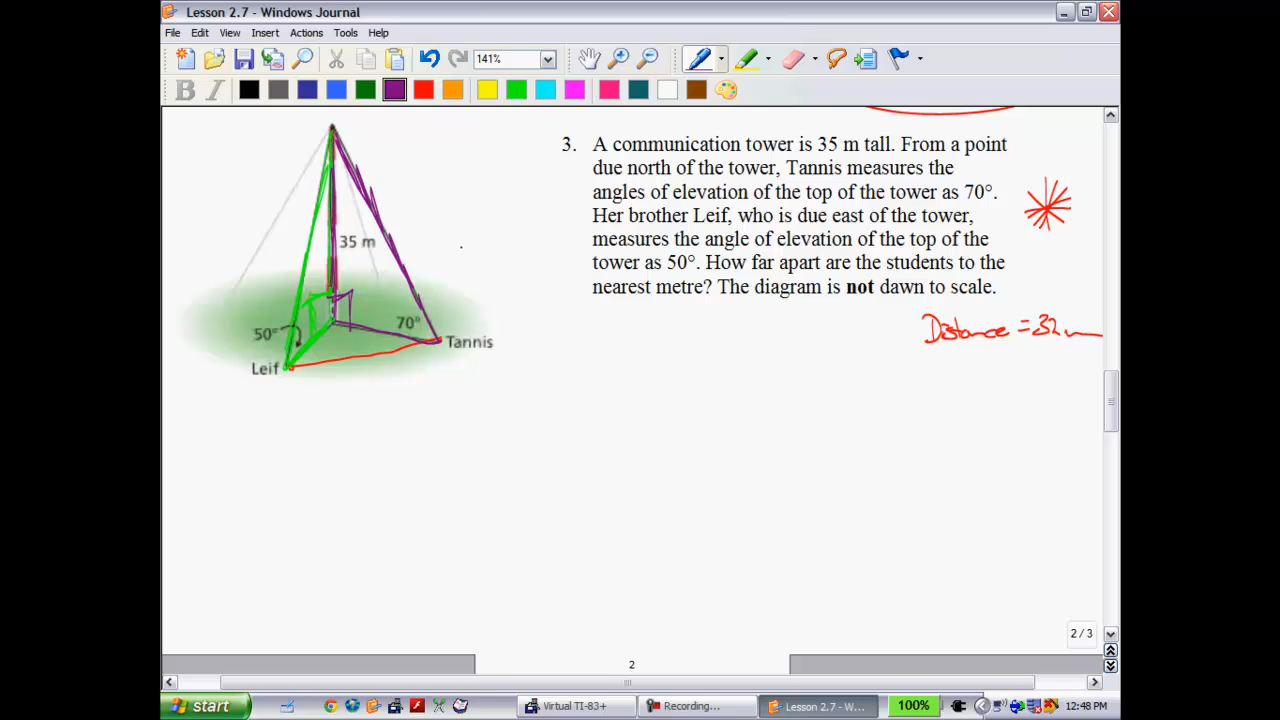 Lesson 2.7 - Windows Journal
File Edit View Insert Actions Tools Help
141%
B I
3. A communication tower is 35 m tall. From a point
due north of the tower, Tannis measures the
angles of elevation of the top of the tower as 70°.
Her brother Leif, who is due east of the tower,
measures the angle of elevation of the top of the
tower as 50°. How far apart are the students to the
nearest metre? The diagram is not dawn to scale.
35 m
50°
70°
Tannis
Leif
Distance = 32 m
2 / 3
2
start
Virtual TI-83+
Recording...
Lesson 2.7 - W...
100%
12:48 PM